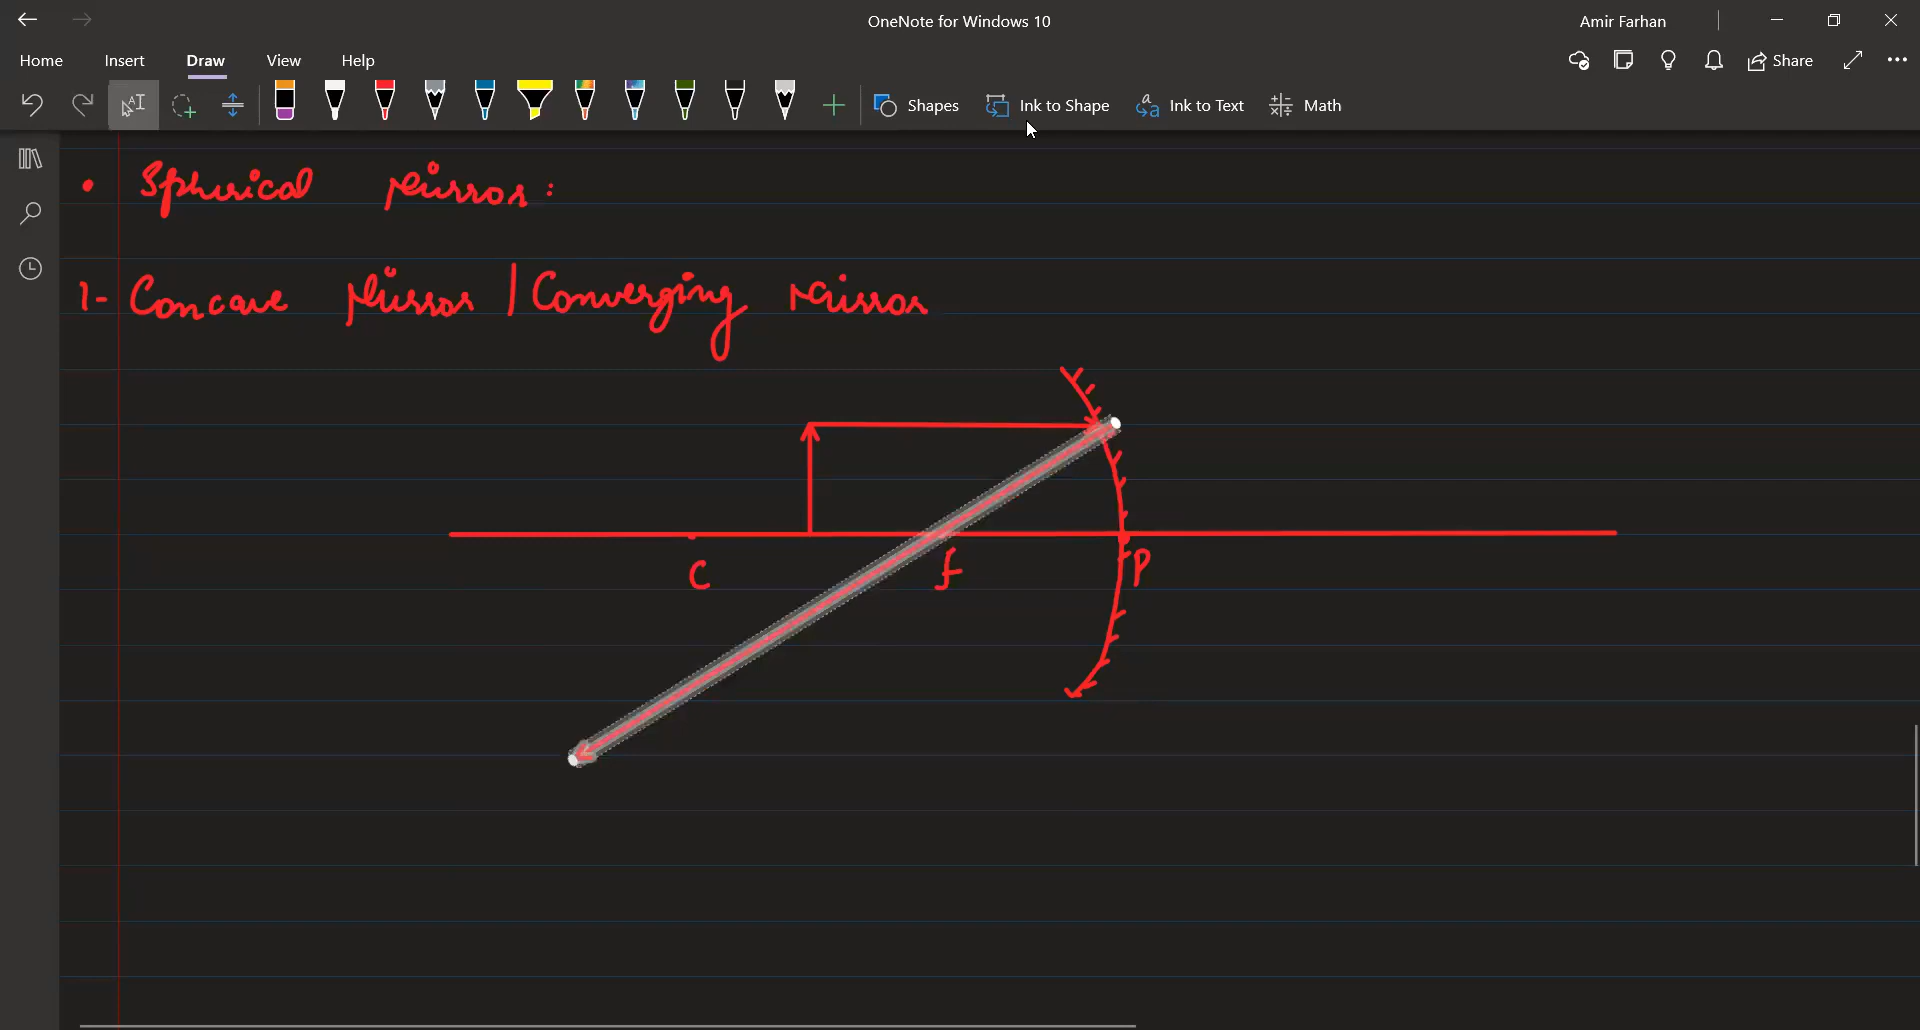 OneNote for Windows 10
Amir Farhan
Home Insert Draw View Help
Share
Shapes Ink to Shape Ink to Text Math
• Spherical Mirror:
1- Concave Mirror | Converging Mirror
C f P